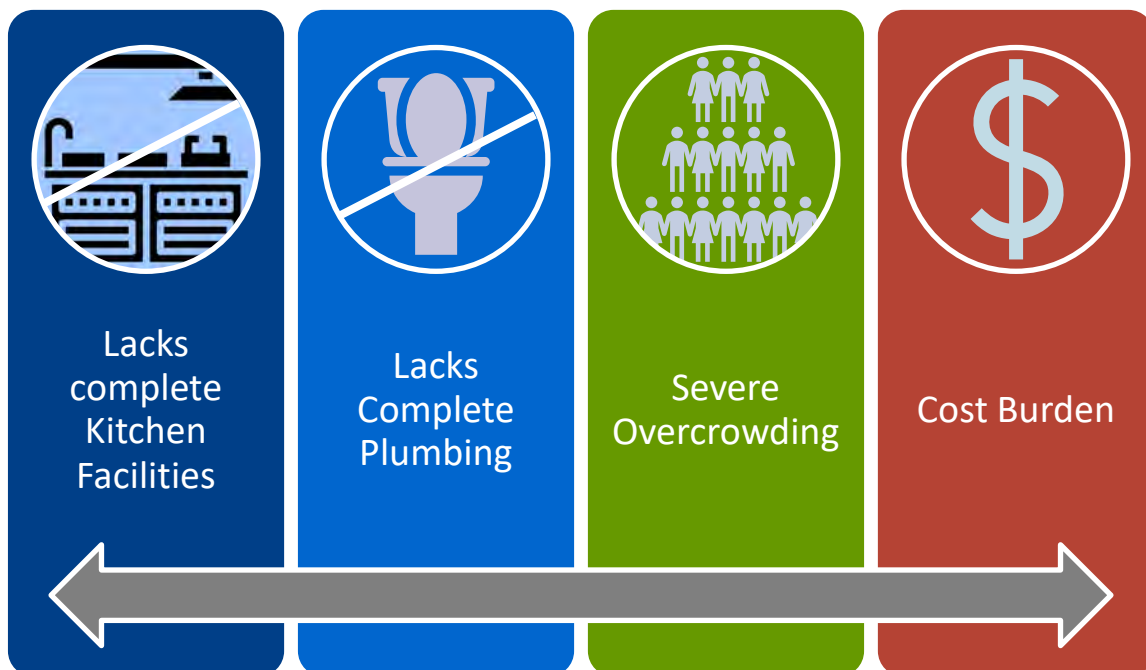 Lacks
complete
Kitchen
Facilities
Lacks
Complete
Plumbing
Severe
Overcrowding
Cost Burden